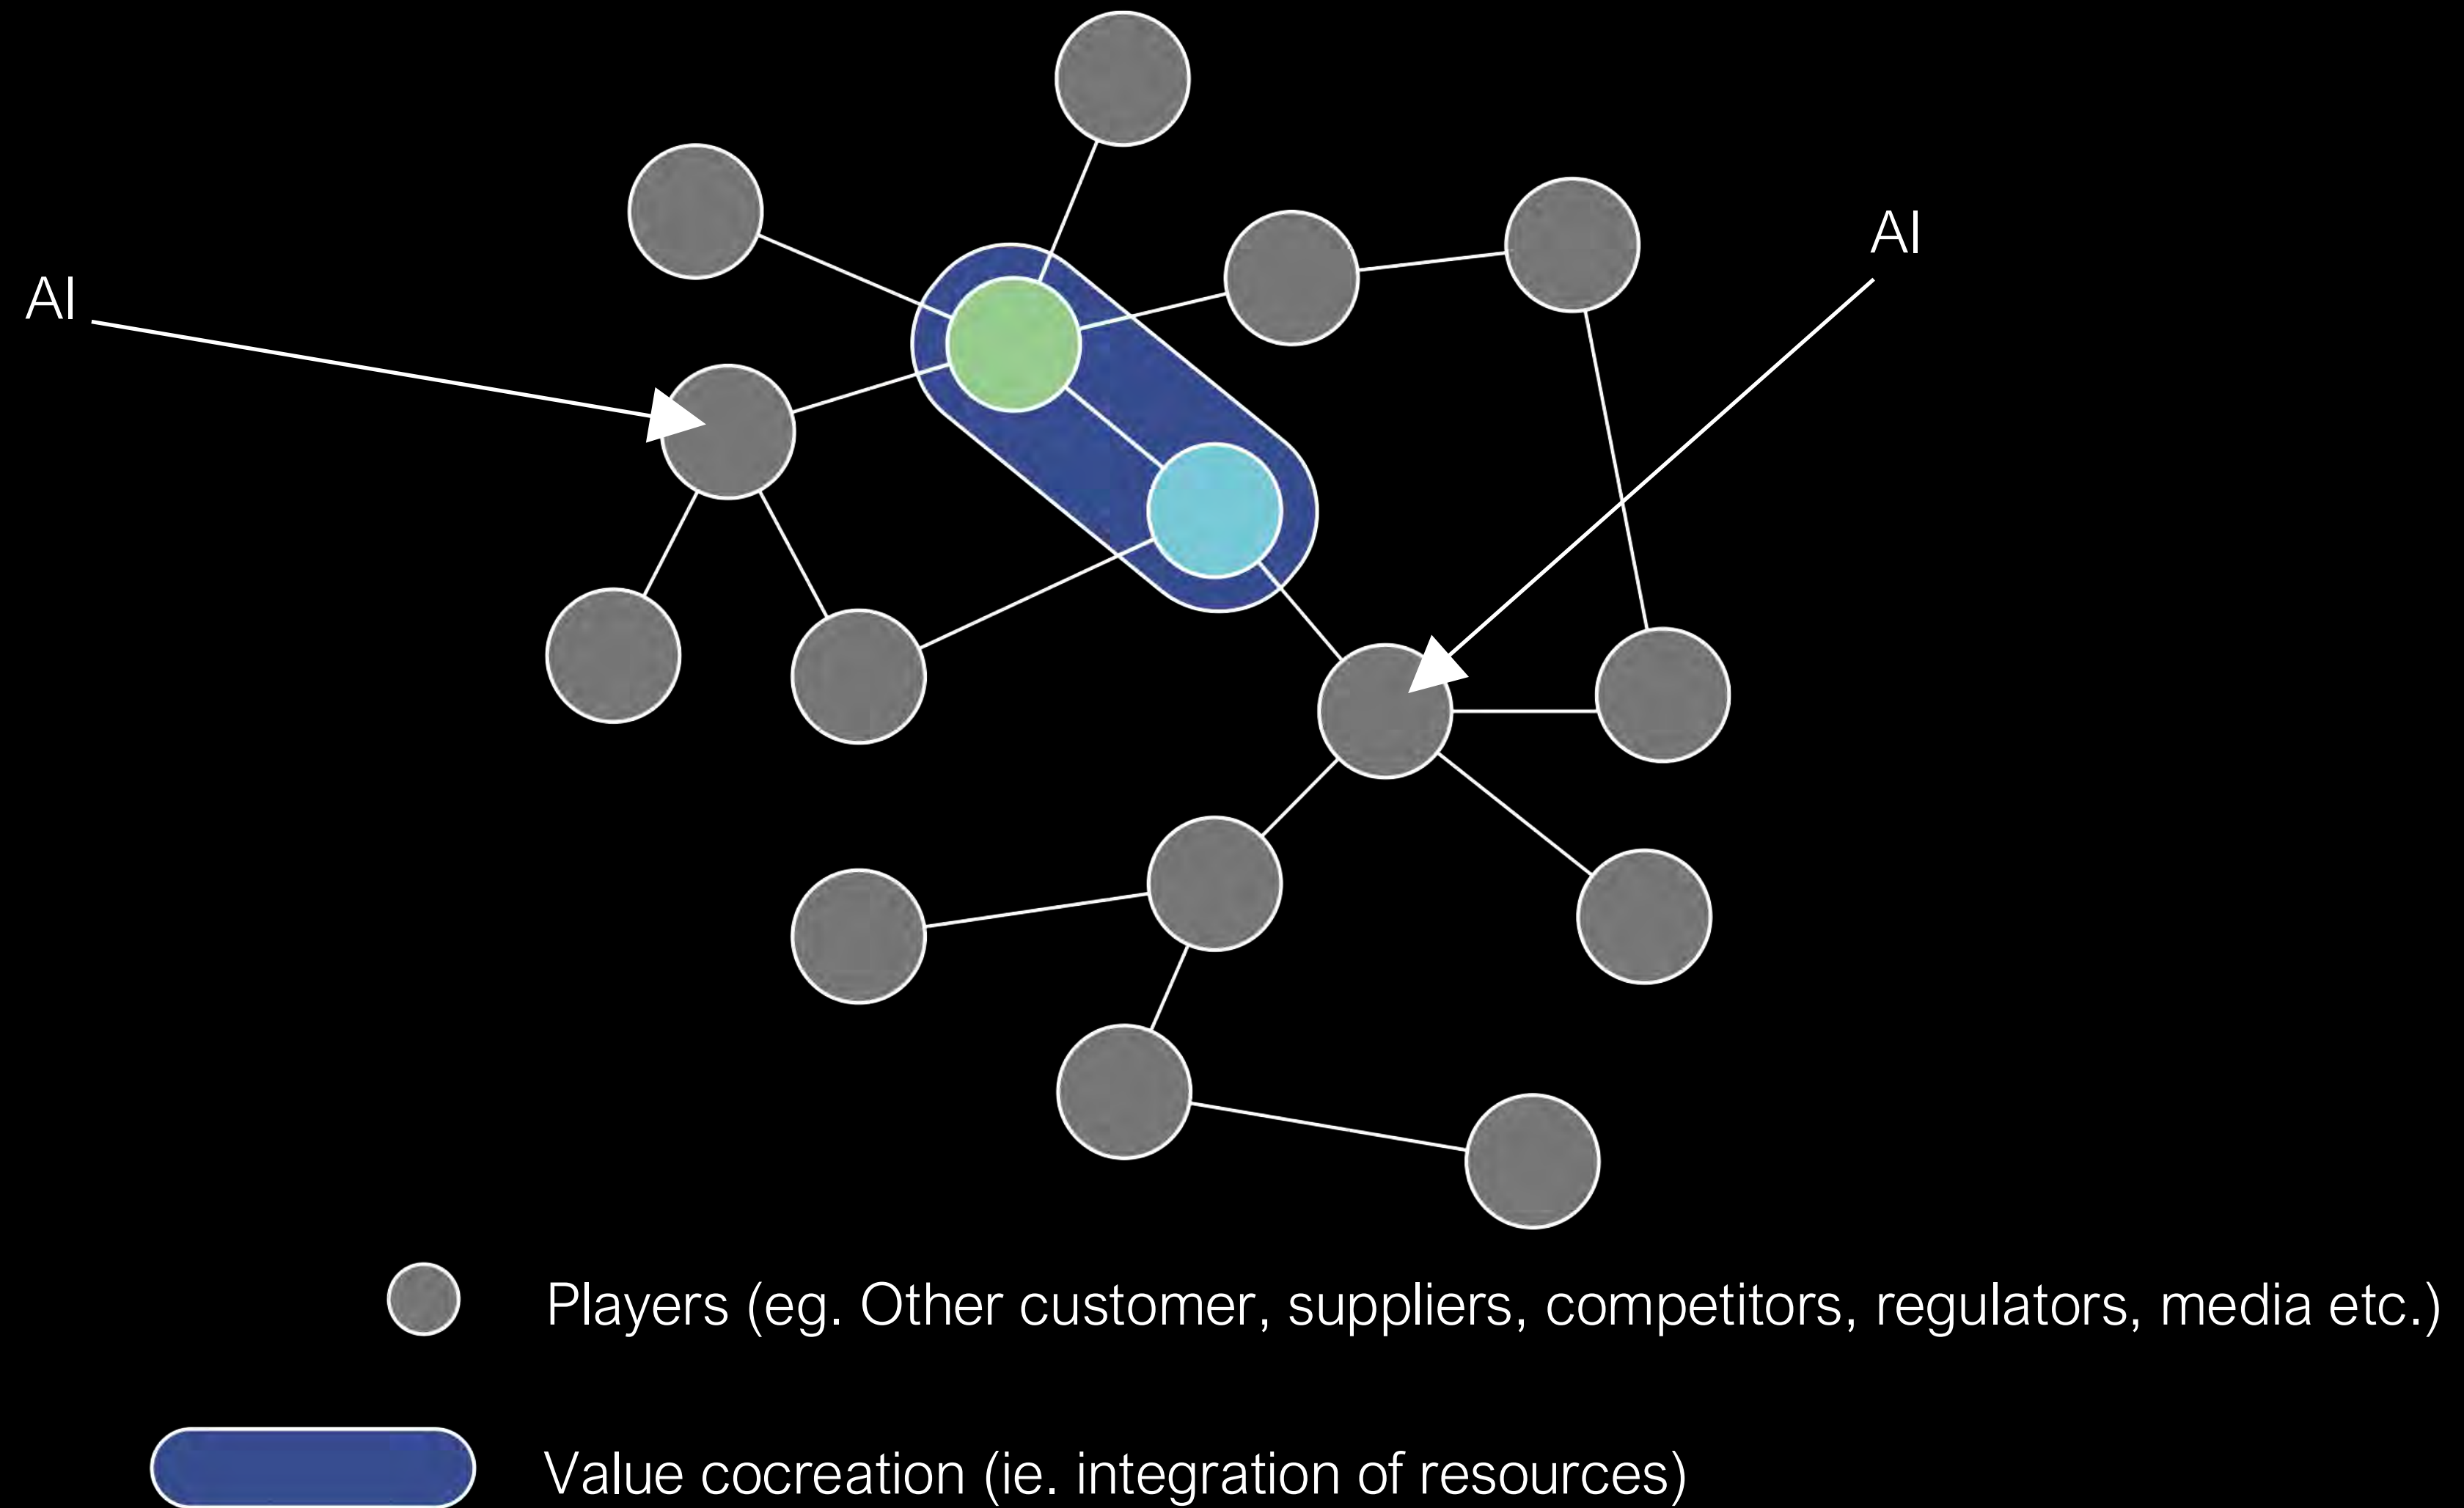 AI
AI
Players (eg. Other customer, suppliers, competitors, regulators, media etc.)
Value cocreation (ie. integration of resources)